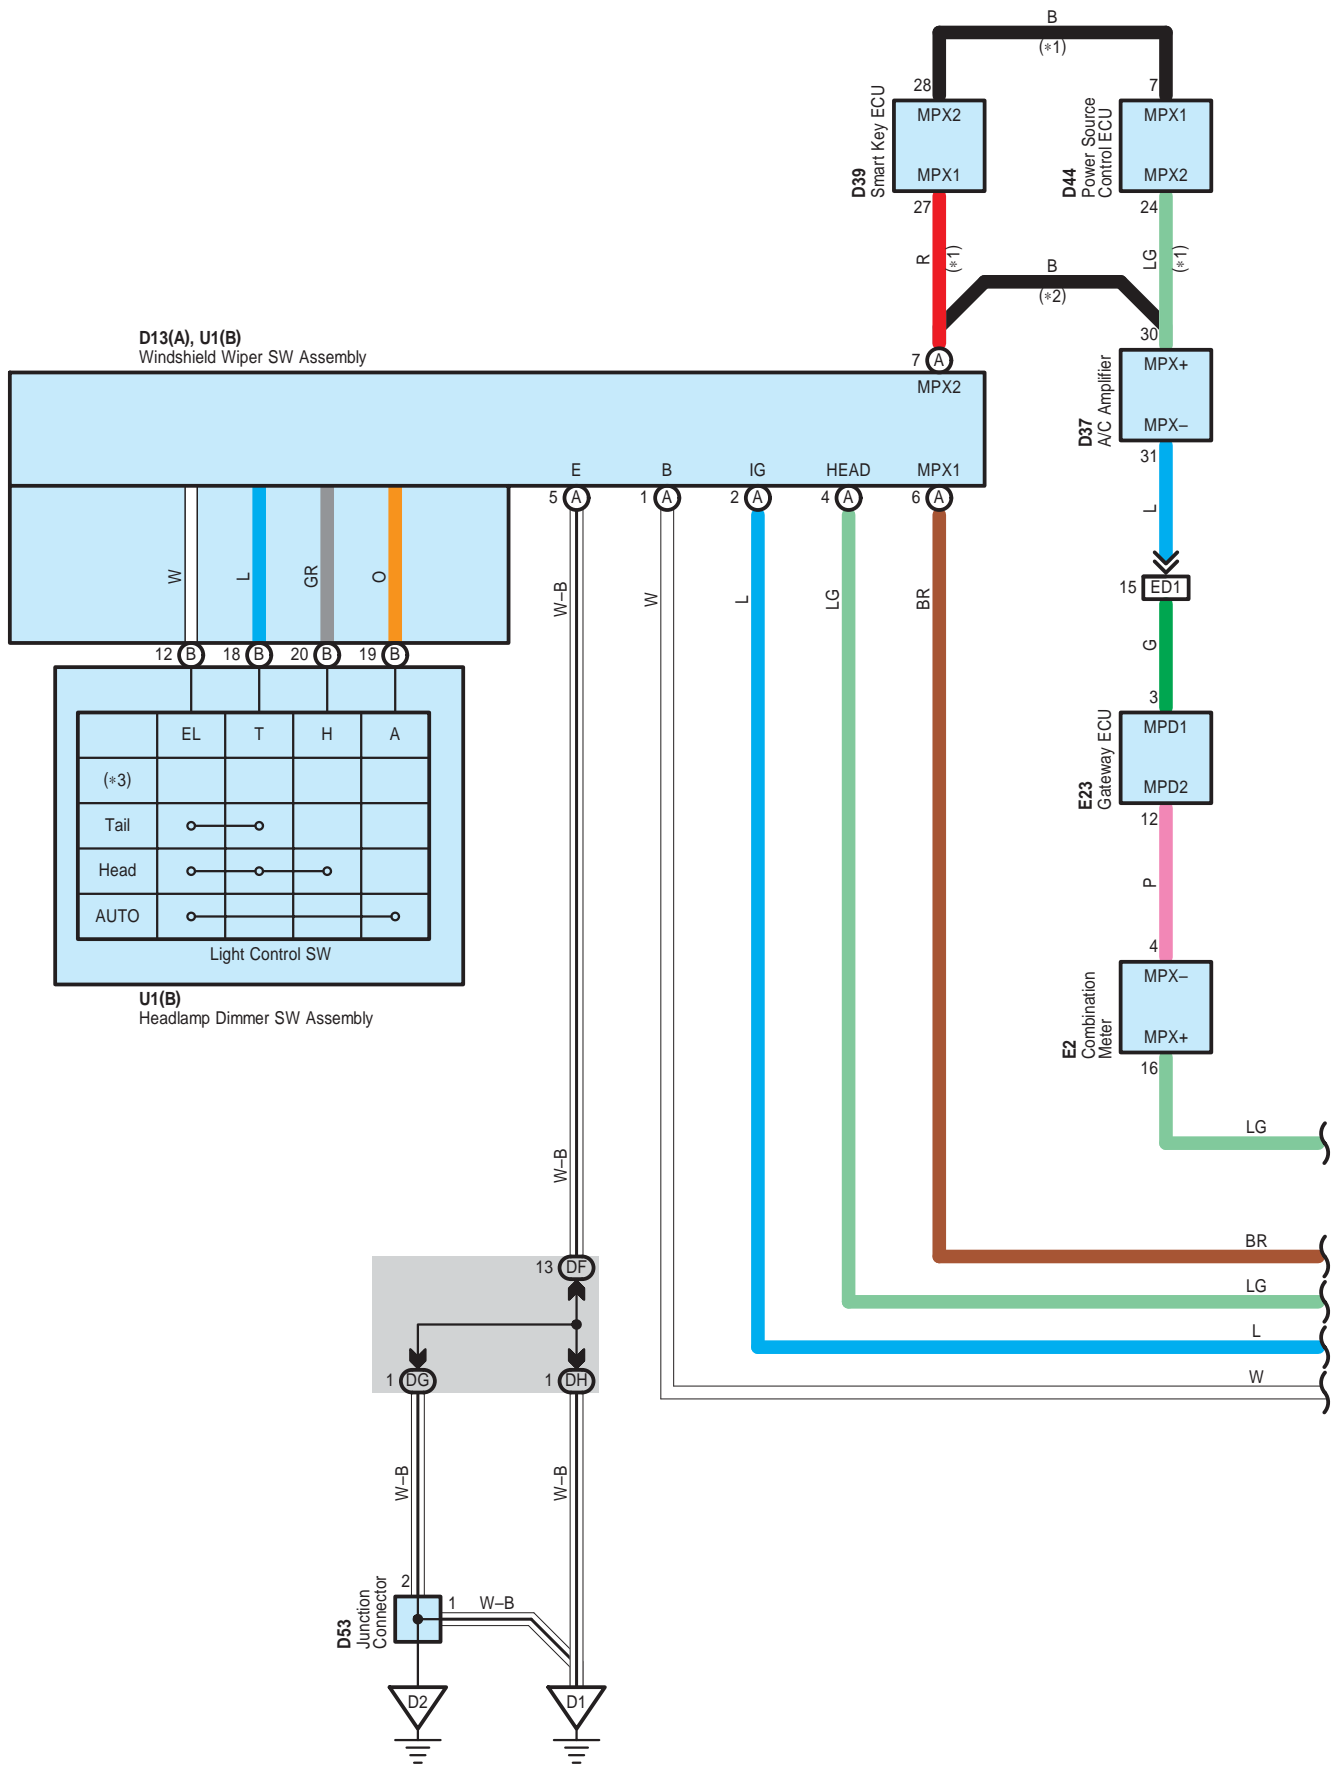 B
(∗1)
28
7
MPX2
MPX1
D39
Smart Key ECU
MPX1
MPX2
D44
Power Source
Control ECU
27
24
R
(∗1)
B
(∗2)
LG
(∗1)
30
D13(A), U1(B)
Windshield Wiper SW Assembly
7
A
MPX2
MPX+
MPX–
D37
A/C Amplifier
31
E
B
IG
HEAD
MPX1
5
A
1
A
2
A
4
A
6
A
L
W
L
GR
O
W–B
W
L
LG
BR
15
ED1
G
12
B
18
B
20
B
19
B
3
MPD1
MPD2
E23
Gateway ECU
12
EL
T
H
A
(∗3)
Tail
Head
AUTO
Light Control SW
U1(B)
Headlamp Dimmer SW Assembly
P
4
MPX–
MPX+
E2
Combination
Meter
16
LG
W–B
BR
13
DF
LG
L
W
1
DG
1
DH
W–B
W–B
2
1
W–B
D53
Junction
Connector
D2
D1